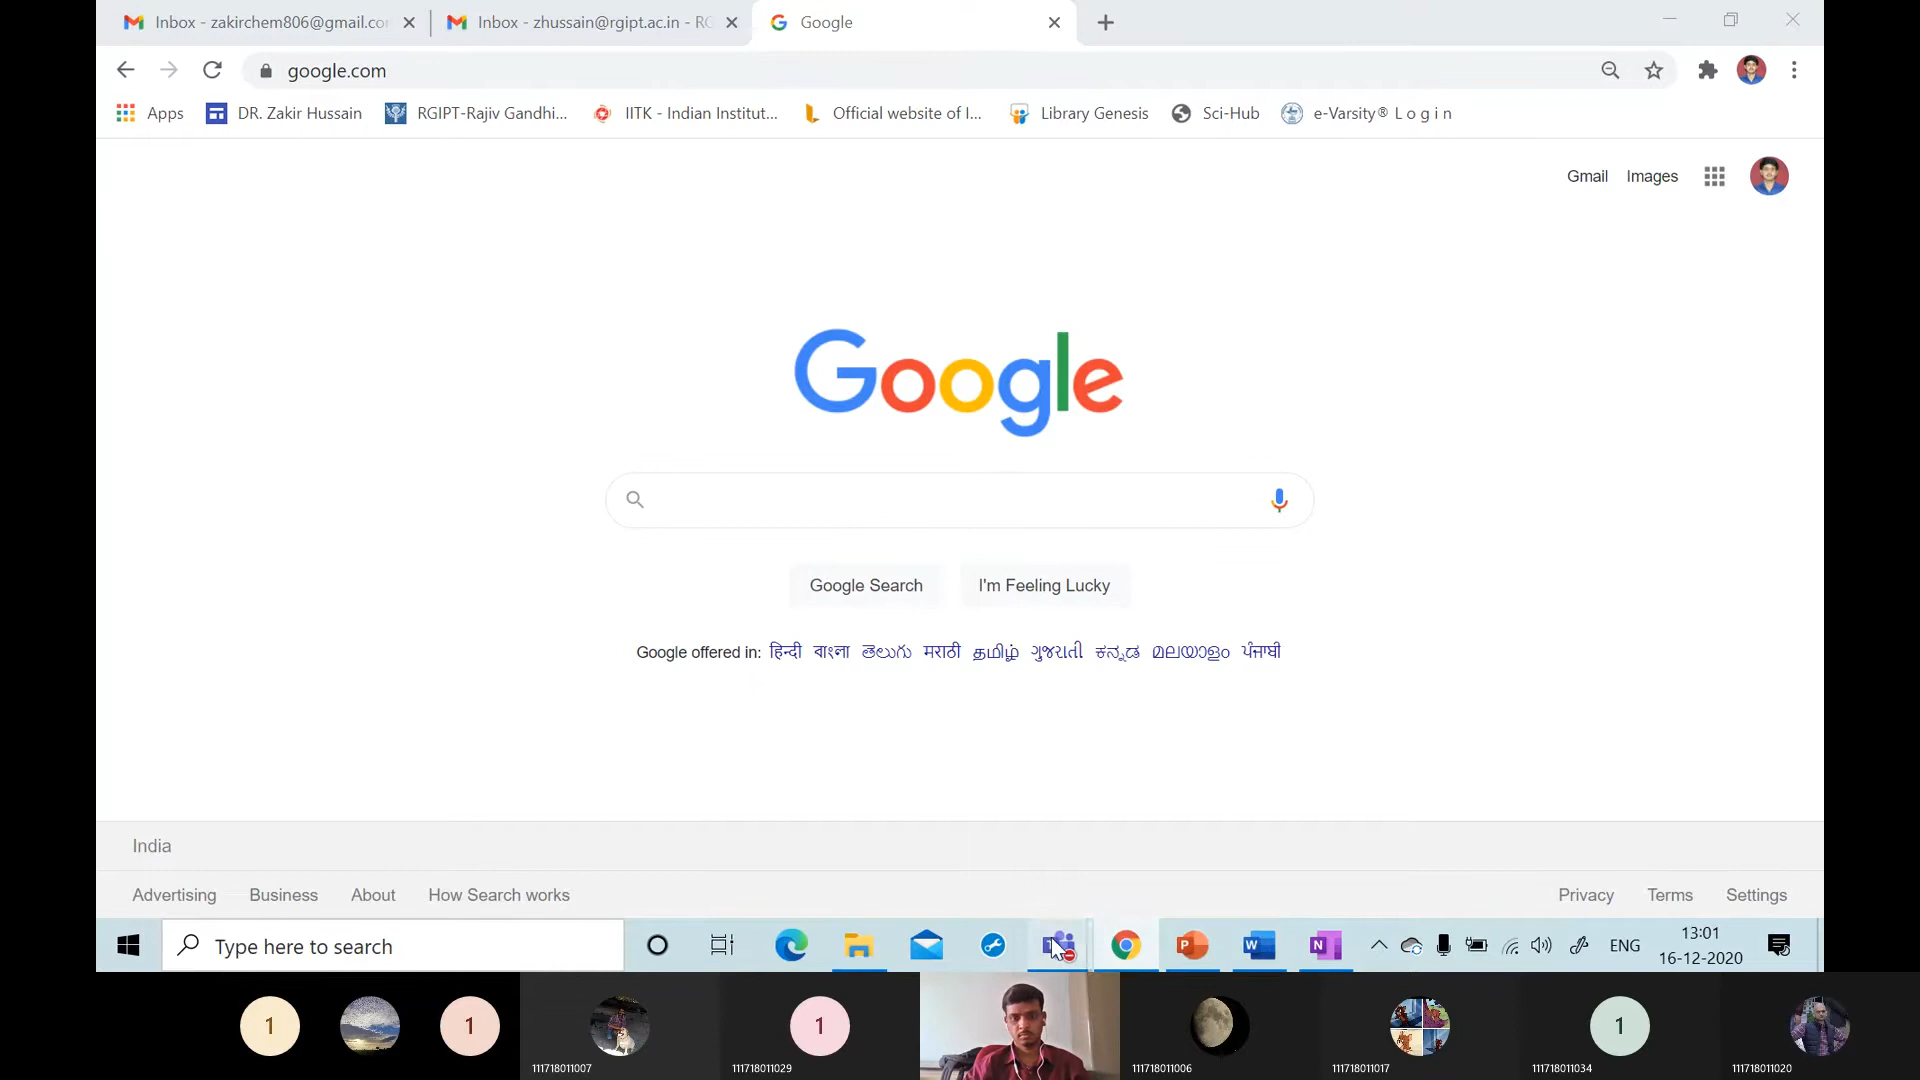 Inbox - zakirchem806@gmail.co
Inbox - zhussain@rgipt.ac.in - RG
Google
google.com
Apps
DR. Zakir Hussain
RGIPT-Rajiv Gandhi...
IITK - Indian Institut...
Official website of I...
Library Genesis
Sci-Hub
e-Varsity® L o g i n
Gmail
Images
Google
Google Search
I'm Feeling Lucky
Google offered in: हिन्दी বাংলা తెలుగు मराठी தமிழ் ગુજરાતી ಕನ್ನಡ മലയാളം ਪੰਜਾਬੀ
India
Advertising
Business
About
How Search works
Privacy
Terms
Settings
Type here to search
P
W
N
ENG
13:01
16-12-2020
1
1
111718011007
1
111718011029
111718011006
111718011017
1
111718011034
111718011020